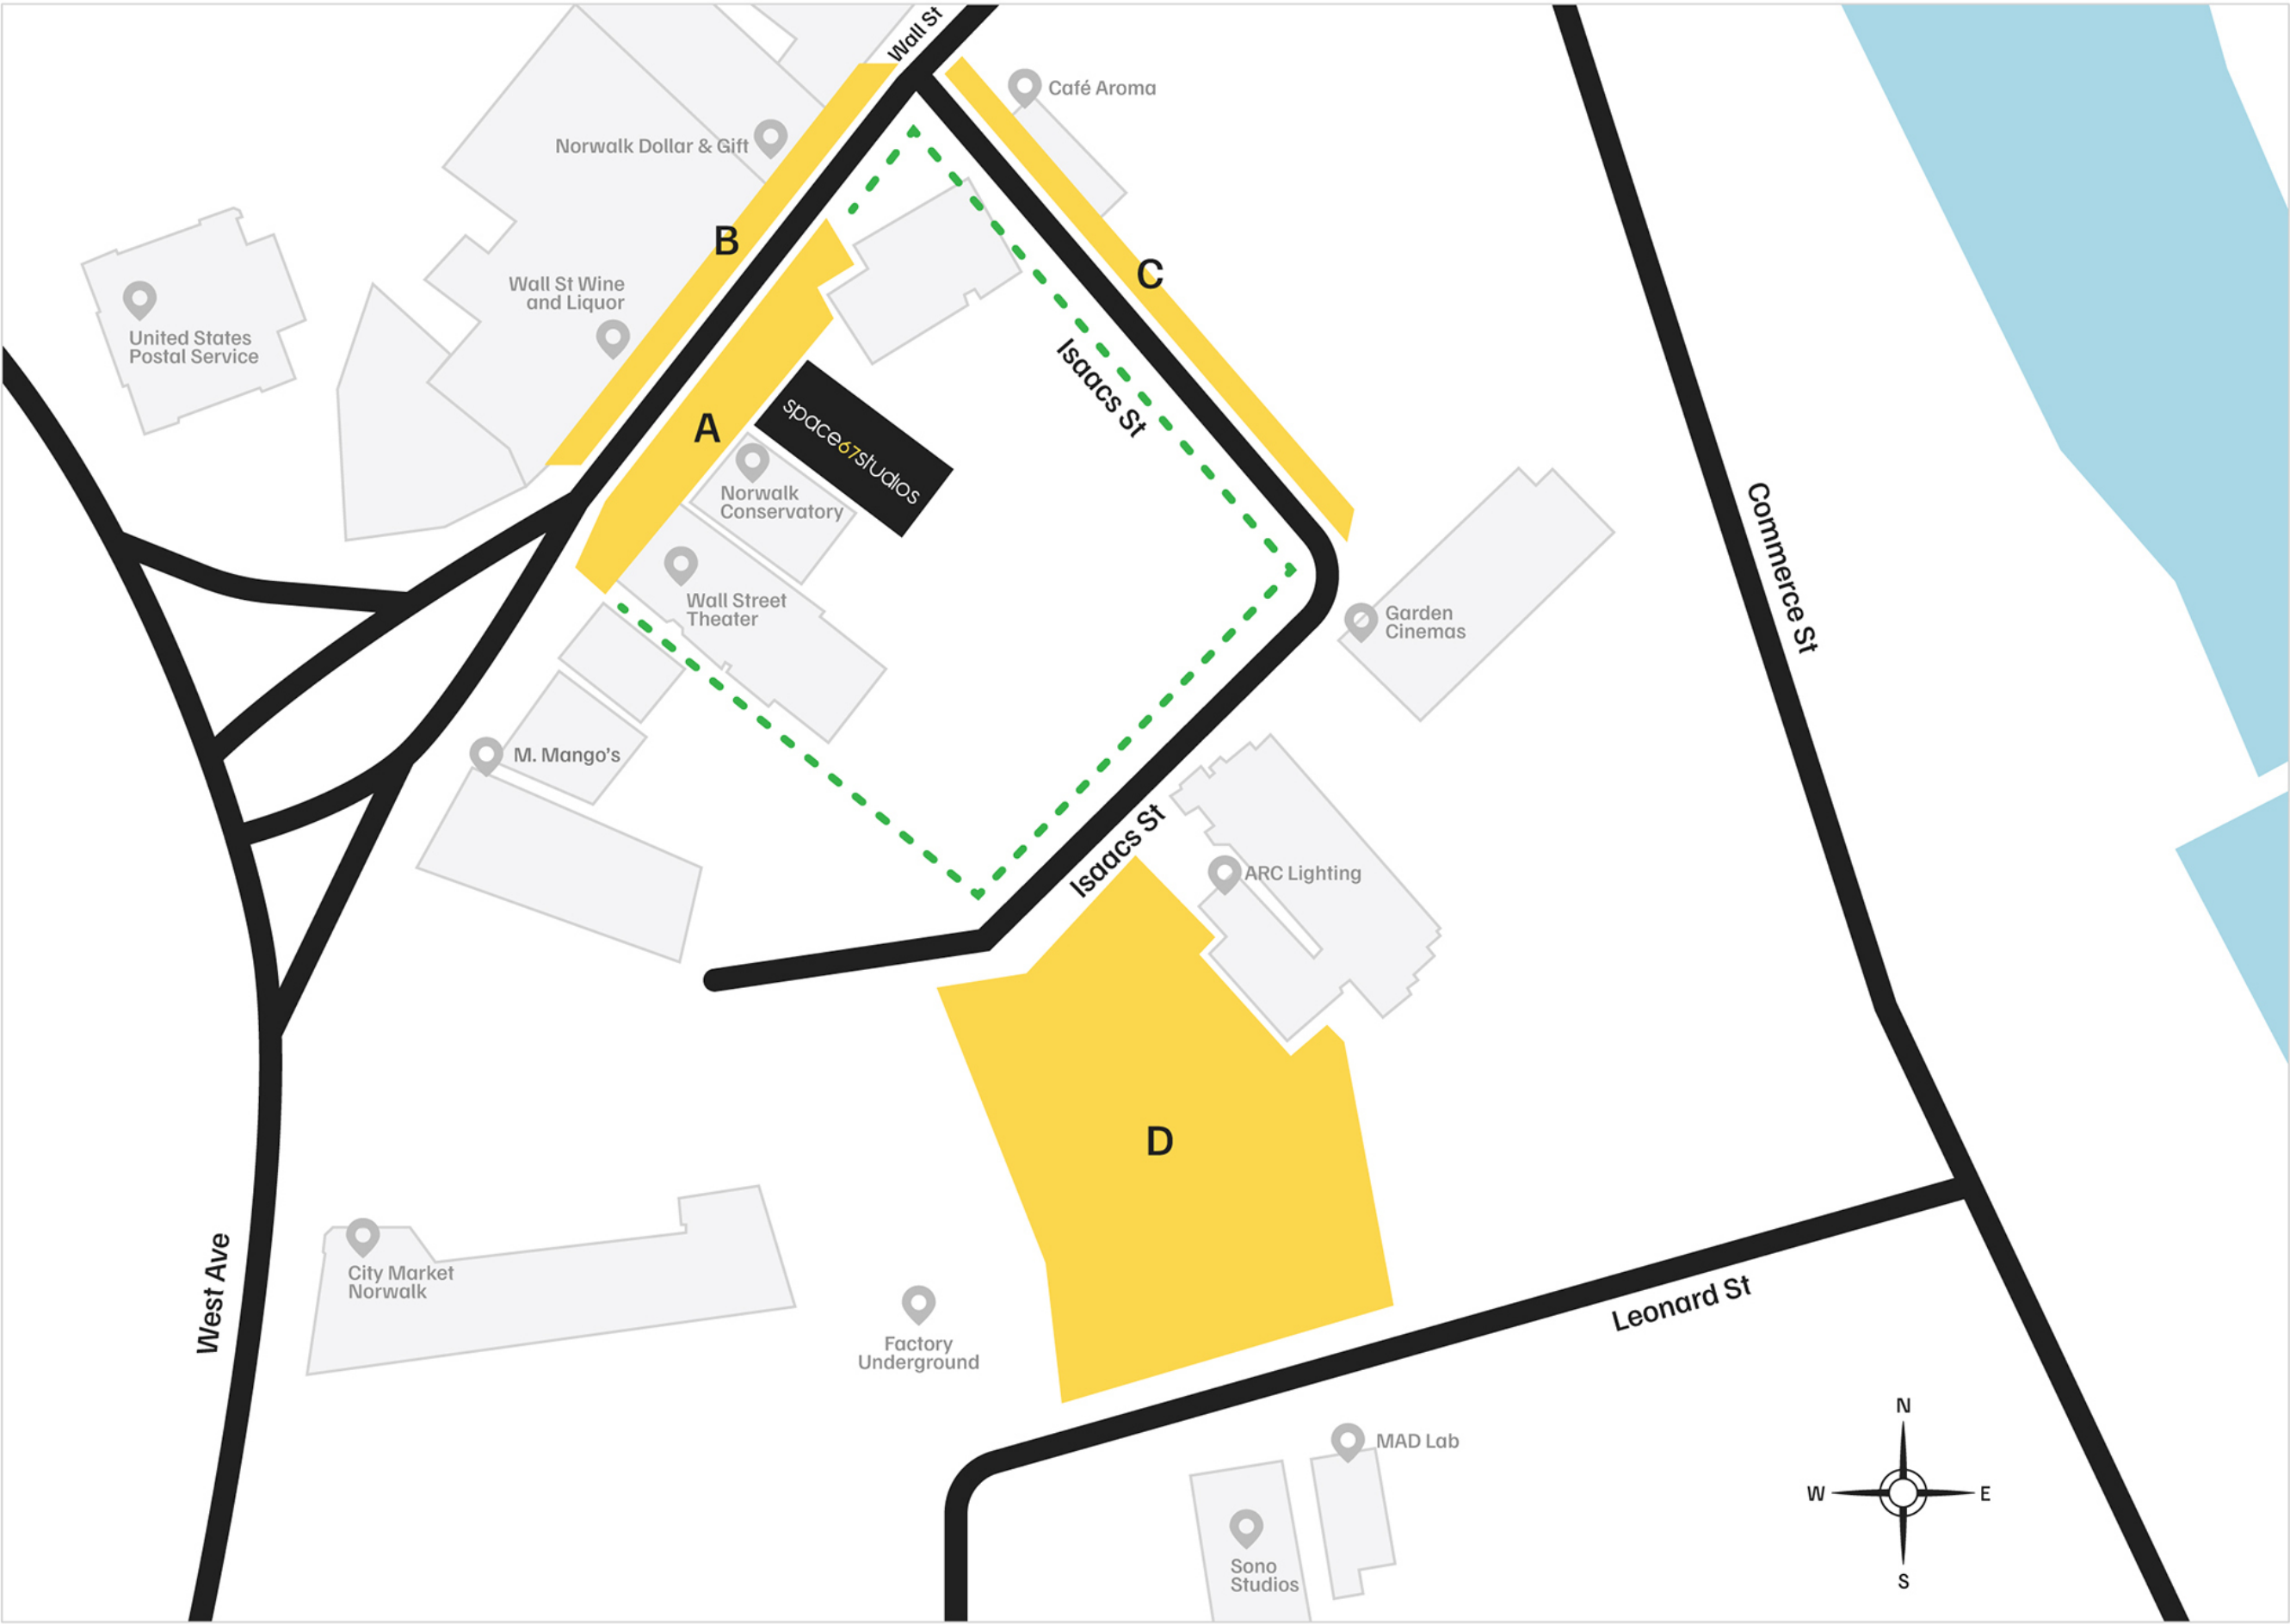 Wall St
Café Aroma
Norwalk Dollar & Gift
B
C
Wall St Wine
and Liquor
United States
Postal Service
Isaacs St
A
space67studios
Norwalk
Conservatory
Commerce St
Wall Street
Theater
Garden
Cinemas
M. Mango's
Isaacs St
ARC Lighting
D
West Ave
City Market
Norwalk
Leonard St
Factory
Underground
N
MAD Lab
W
E
Sono
Studios
S